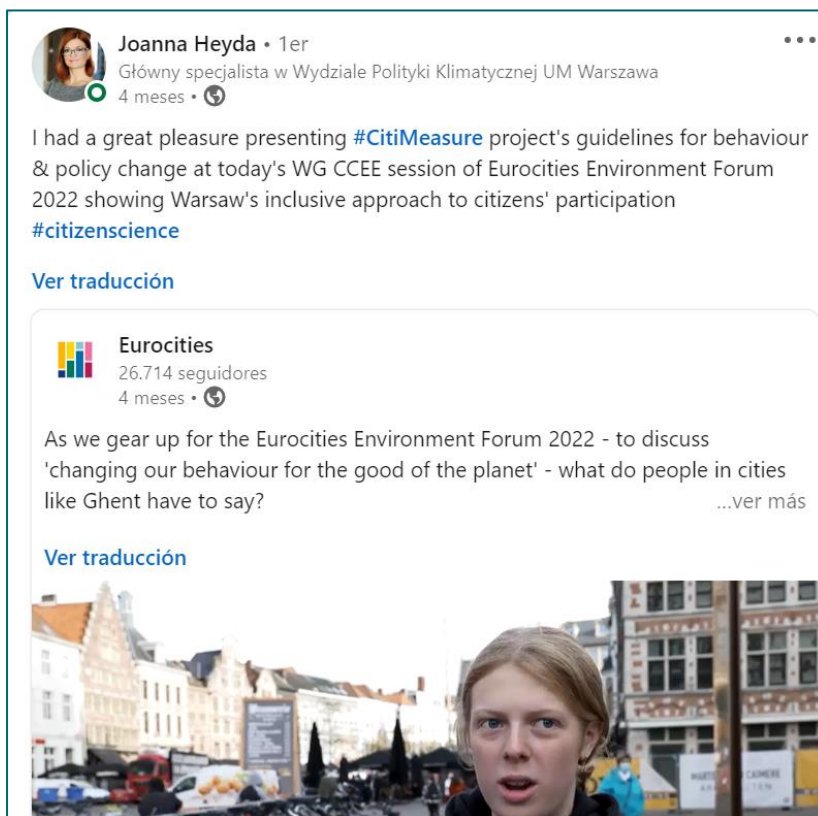 Joanna Heyda • 1er
Główny specjalista w Wydziale Polityki Klimatycznej UM Warszawa
4 meses •
I had a great pleasure presenting #CitiMeasure project's guidelines for behaviour
& policy change at today's WG CCEE session of Eurocities Environment Forum
2022 showing Warsaw's inclusive approach to citizens' participation
#citizenscience
Ver traducción
Eurocities
26.714 seguidores
4 meses •
As we gear up for the Eurocities Environment Forum 2022 - to discuss
'changing our behaviour for the good of the planet' - what do people in cities
like Ghent have to say? ...ver más
Ver traducción